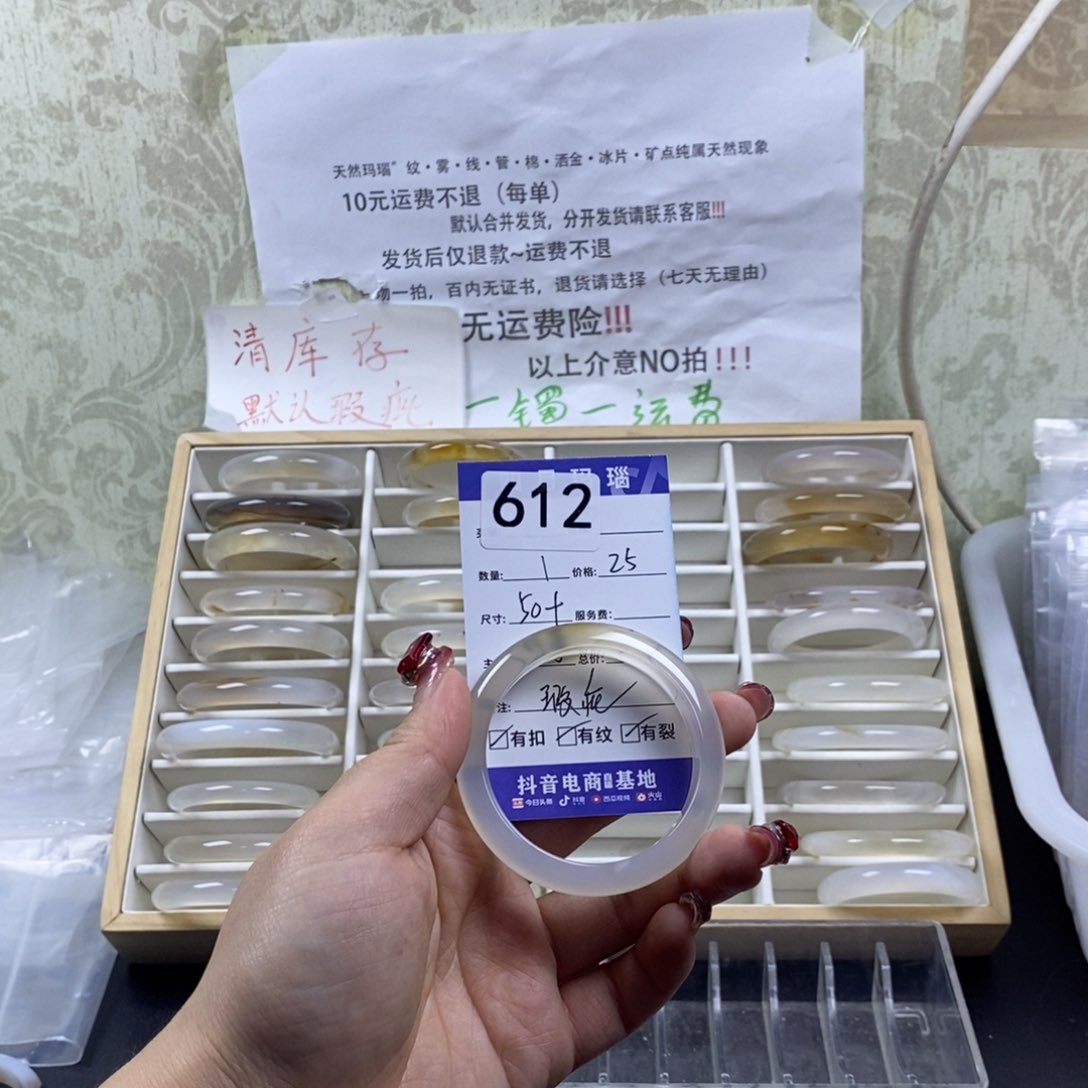 天然玛瑙"纹·雾·线·管·棉·洒金·冰片·矿点纯属天然现象
10元运费不退（每单）
默认合并发货，分开发货请联系客服!!!
发货后仅退款~运费不退
物一拍，百内无证书，退货请选择（七天无理由）
无运费险!!!
以上介意NO拍!!!
一镯一运费
清库存
默认瑕疵
玛瑙
612
数量: 1 价格: 25
尺寸: 50+ 服务费:
总价:
注: 瑕疵
☑有扣 ☑有纹 ☑有裂
抖音电商 基地
今日头条 抖音 西瓜视频 火山